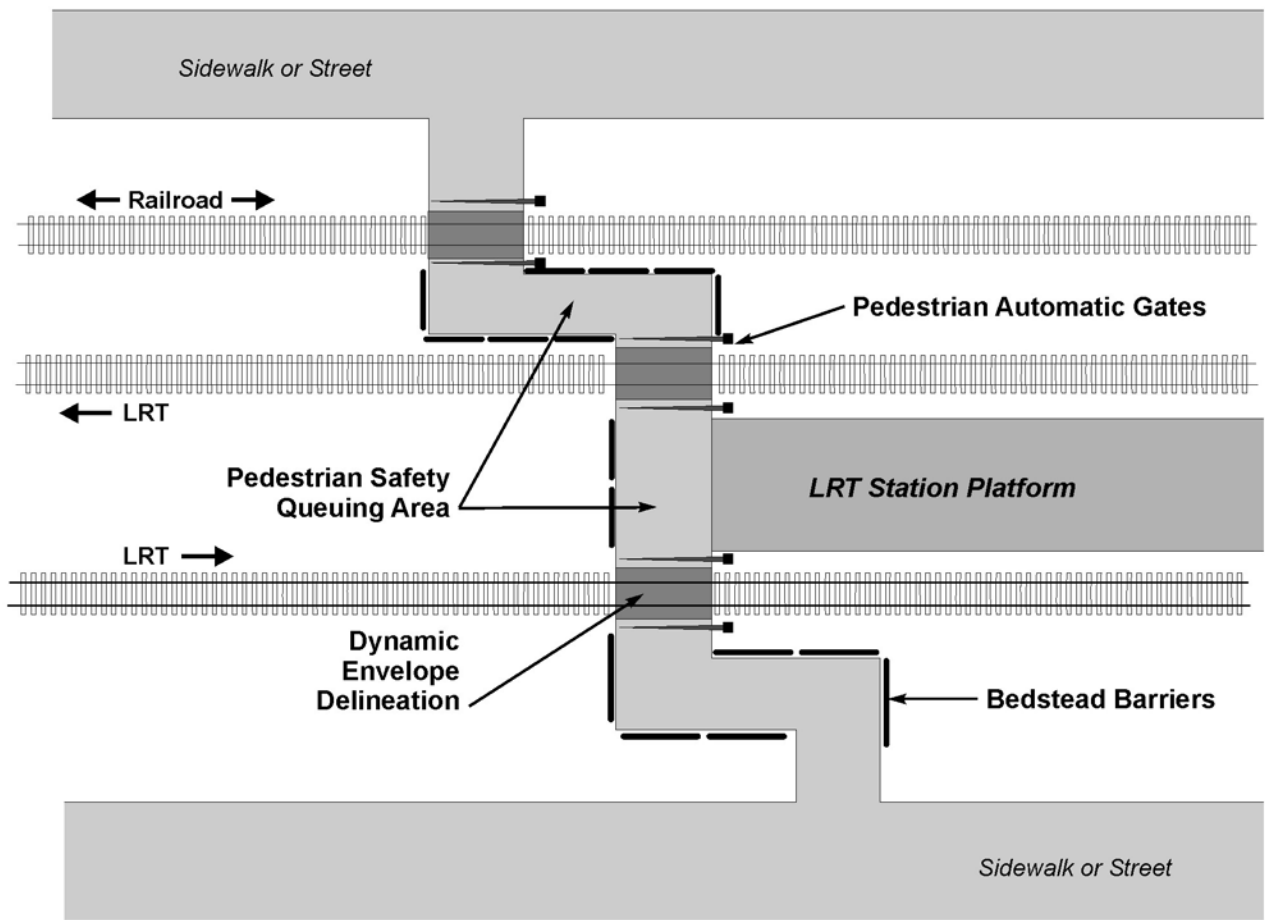 Sidewalk or Street
Railroad
Pedestrian Automatic Gates
LRT
Pedestrian Safety
Queuing Area
LRT Station Platform
LRT
Dynamic
Envelope
Delineation
Bedstead Barriers
Sidewalk or Street